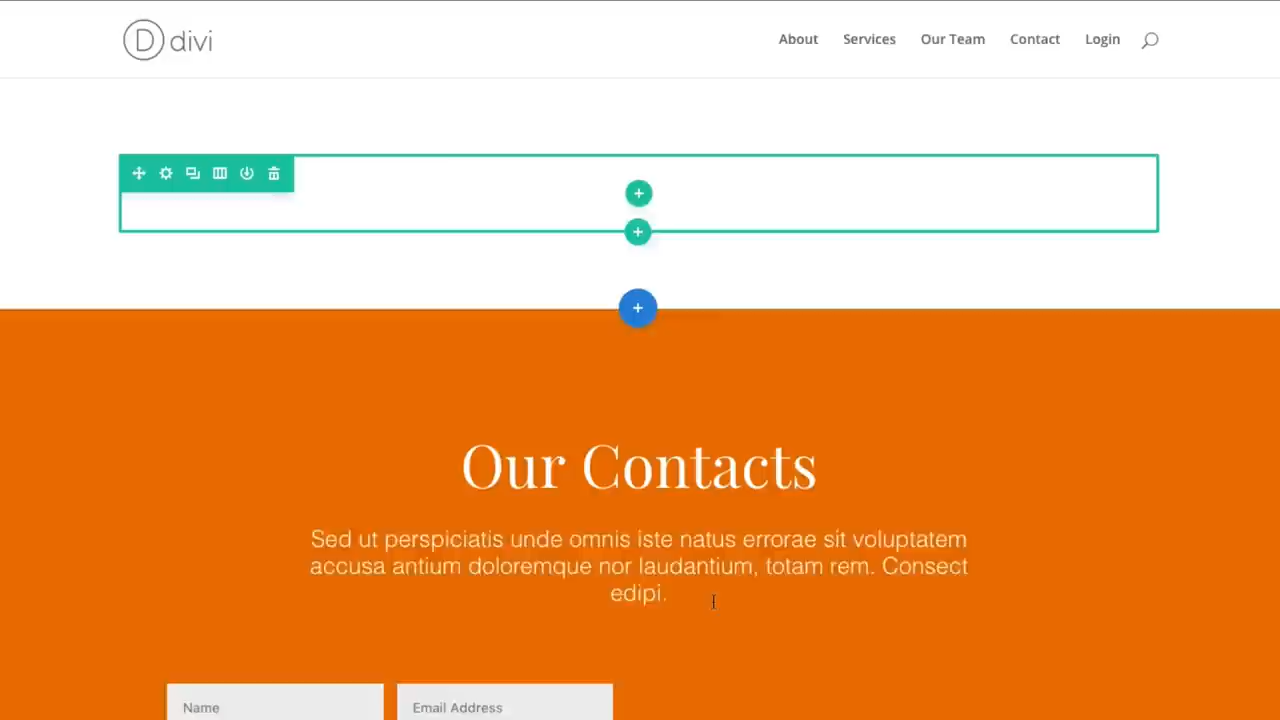 D divi
About
Services
Our Team
Contact
Login
Our Contacts
Sed ut perspiciatis unde omnis iste natus errorae sit voluptatem
accusa antium doloremque nor laudantium, totam rem. Consect
edipi.
Name
Email Address